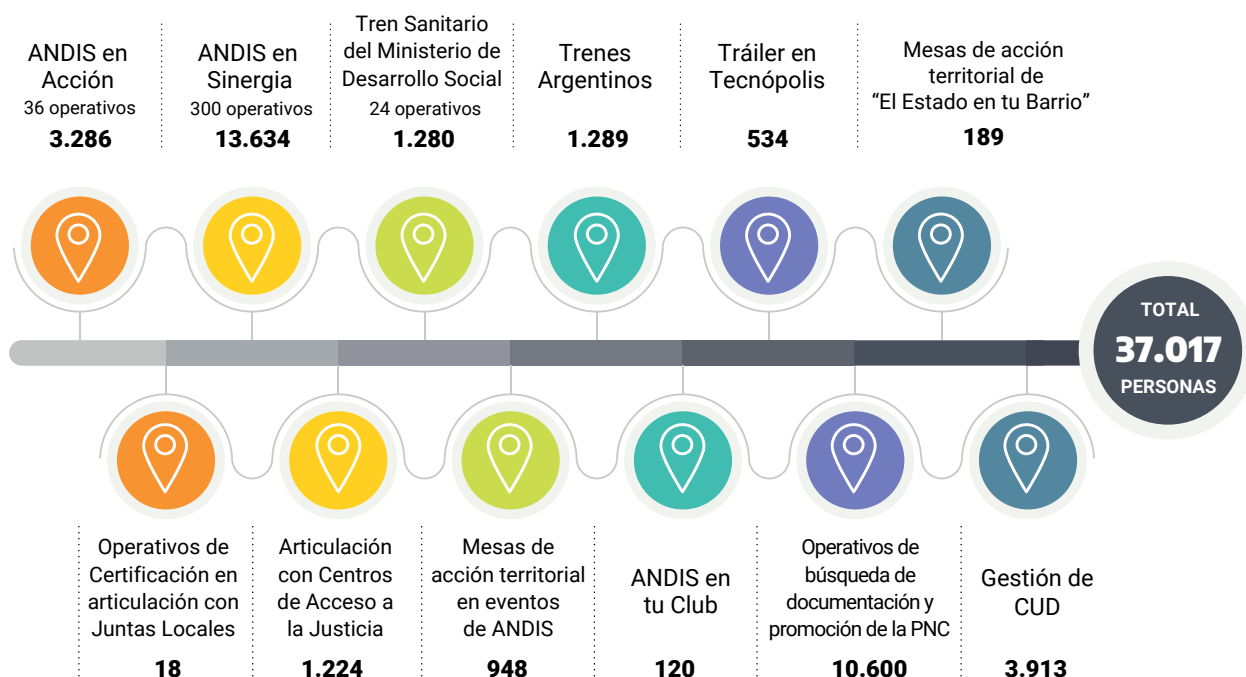 ANDIS en
Acción
36 operativos
3.286
ANDIS en
Sinergia
300 operativos
13.634
Tren Sanitario
del Ministerio de
Desarrollo Social
24 operativos
1.280
Trenes
Argentinos
1.289
Tráiler en
Tecnópolis
534
Mesas de acción
territorial de
“El Estado en tu Barrio”
189
TOTAL
37.017
PERSONAS
Operativos de
Certificación en
articulación con
Juntas Locales
18
Articulación
con Centros
de Acceso a
la Justicia
1.224
Mesas de
acción territorial
en eventos
de ANDIS
948
ANDIS en
tu Club
120
Operativos de
búsqueda de
documentación y
promoción de la PNC
10.600
Gestión de
CUD
3.913